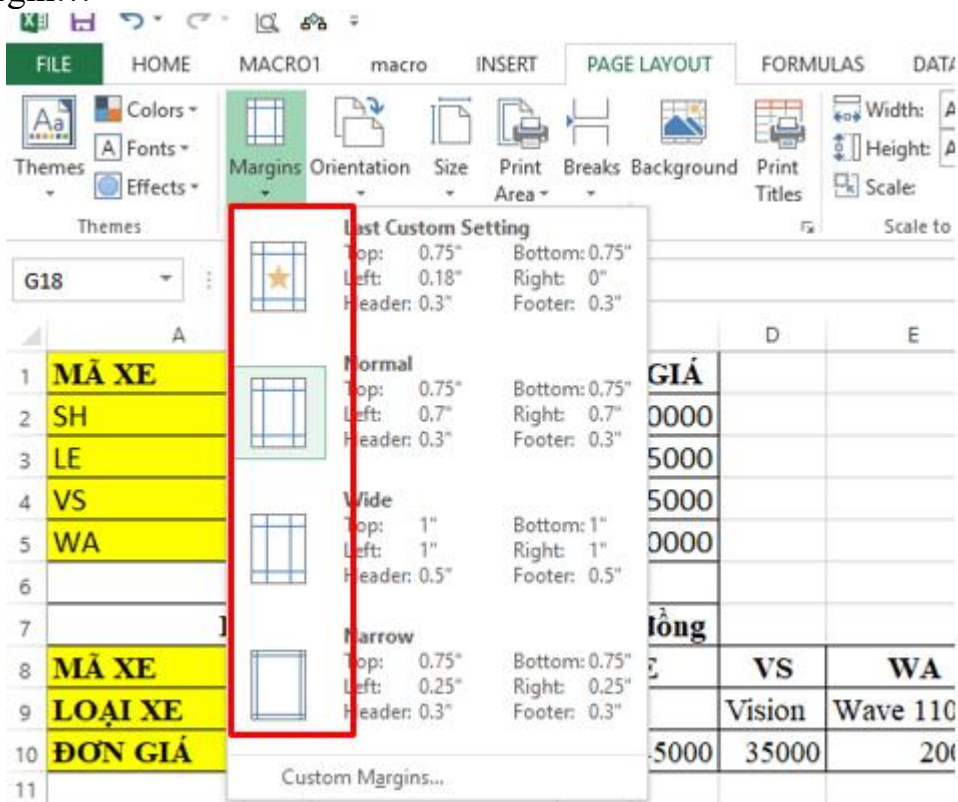 FILE HOME MACRO1 macro INSERT PAGE LAYOUT FORMULAS DATA
Colors
Fonts
Effects
Themes Margins Orientation Size Print Area Breaks Background Print Titles
Width:
Height:
Scale:
Themes Scale to
G18
Last Custom Setting
Top: 0.75" Bottom: 0.75"
Left: 0.18" Right: 0"
Header: 0.3" Footer: 0.3"
Normal
Top: 0.75" Bottom: 0.75"
Left: 0.7" Right: 0.7"
Header: 0.3" Footer: 0.3"
Wide
Top: 1" Bottom: 1"
Left: 1" Right: 1"
Header: 0.5" Footer: 0.5"
Narrow
Top: 0.75" Bottom: 0.75"
Left: 0.25" Right: 0.25"
Header: 0.3" Footer: 0.3"
Custom Margins...
A D E
1 MÃ XE GIÁ
2 SH 0000
3 LE 5000
4 VS 5000
5 WA 0000
6
7 đồng
8 MÃ XE VS WA
9 LOẠI XE Vision Wave 110
10 ĐƠN GIÁ 5000 35000 200
11